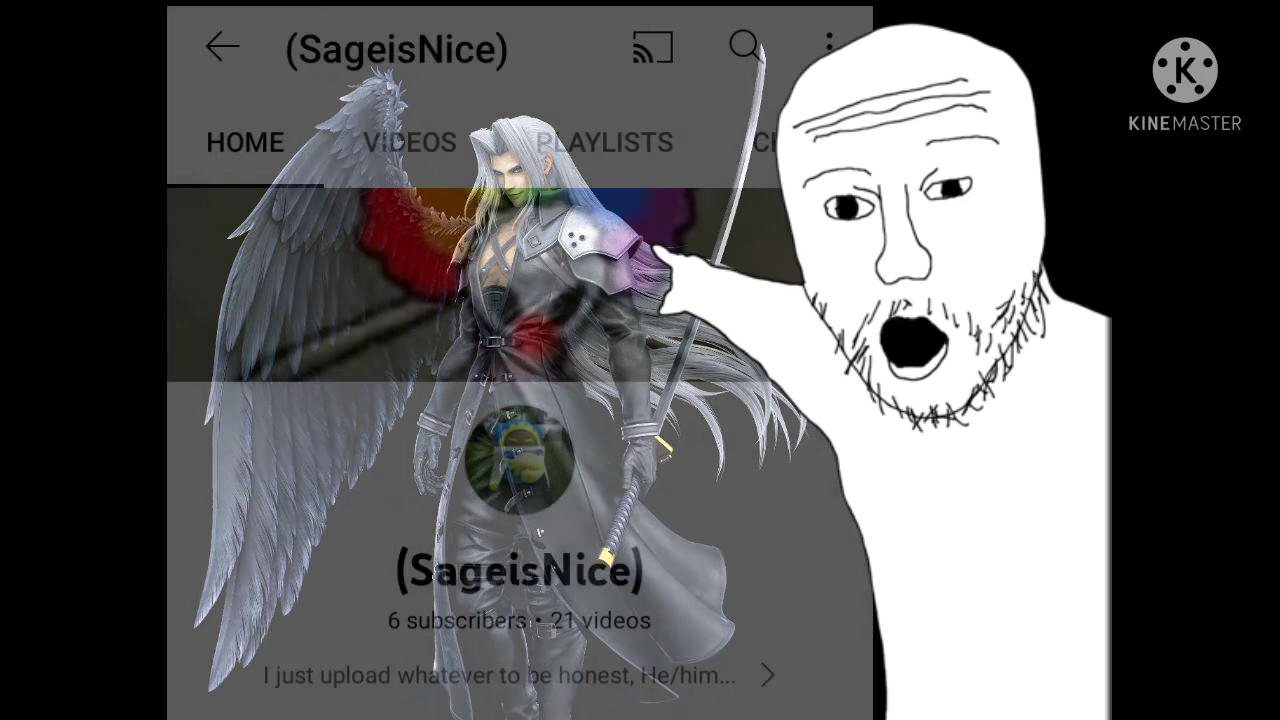 (SageisNice)
HOME VIDEOS PLAYLISTS
K
KINEMASTER
(SageisNice)
6 subscribers • 21 videos
I just upload whatever to be honest, He/him...